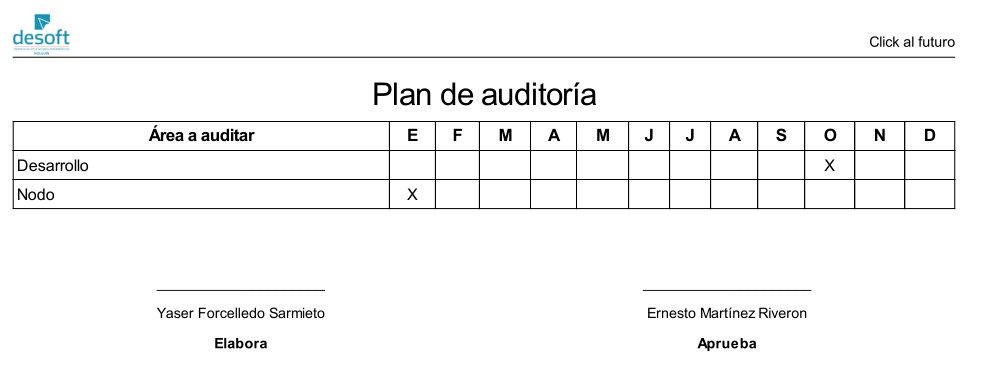 desoft
Click al futuro
Plan de auditoría
Área a auditar E F M A M J J A S O N D
Desarrollo X
Nodo X
Yaser Forcelledo Sarmieto Ernesto Martínez Riveron
Elabora Aprueba